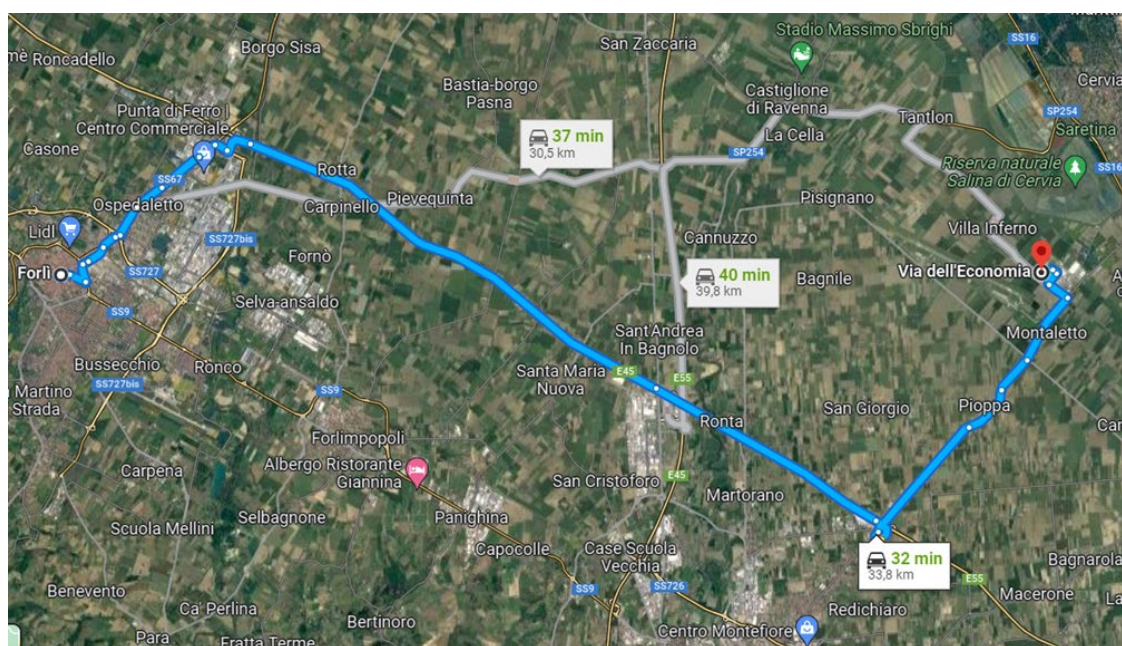 SS16
Stadio Massimo Sbrighi
mè Roncadello
Borgo Sisa
San Zaccaria
Cervia
Bastia-borgo
Pasna
Castiglione
di Ravenna
SP254
Punta di Ferro I
Centro Commerciale
Tantlon
37 min
30,5 km
La Cella
Saretina
Casone
SP254
SS67
Rotta
Riserva naturale
Salina di Cervia
SS16
Ospedaletto
Carpinello
Pievequinta
Pisignano
Lidl
SS727bis
Cannuzzo
Villa Inferno
Forlì
SS727
Fornò
40 min
39,8 km
Bagnile
Via dell'Economia
Selva-ansaldo
SS9
Sant'Andrea
In Bagnolo
Montaletto
Bussecchio
Ronco
Santa Maria
Nuova
E45
E55
SS727bis
SS9
Martino
Strada
Ronta
San Giorgio
Pioppa
Car
Forlimpopoli
Carpena
Albergo Ristorante
Giannina
San Cristoforo
E45
Martorano
Selbagnone
Panighina
Scuola Mellini
Capocolle
Case Scuola
Vecchia
32 min
33,8 km
Bagnarola
E55
Benevento
SS9
SS726
Macerone
La
Ca' Perlina
Redichiaro
Bertinoro
Para
Fratta Terme
Centro Montefiore